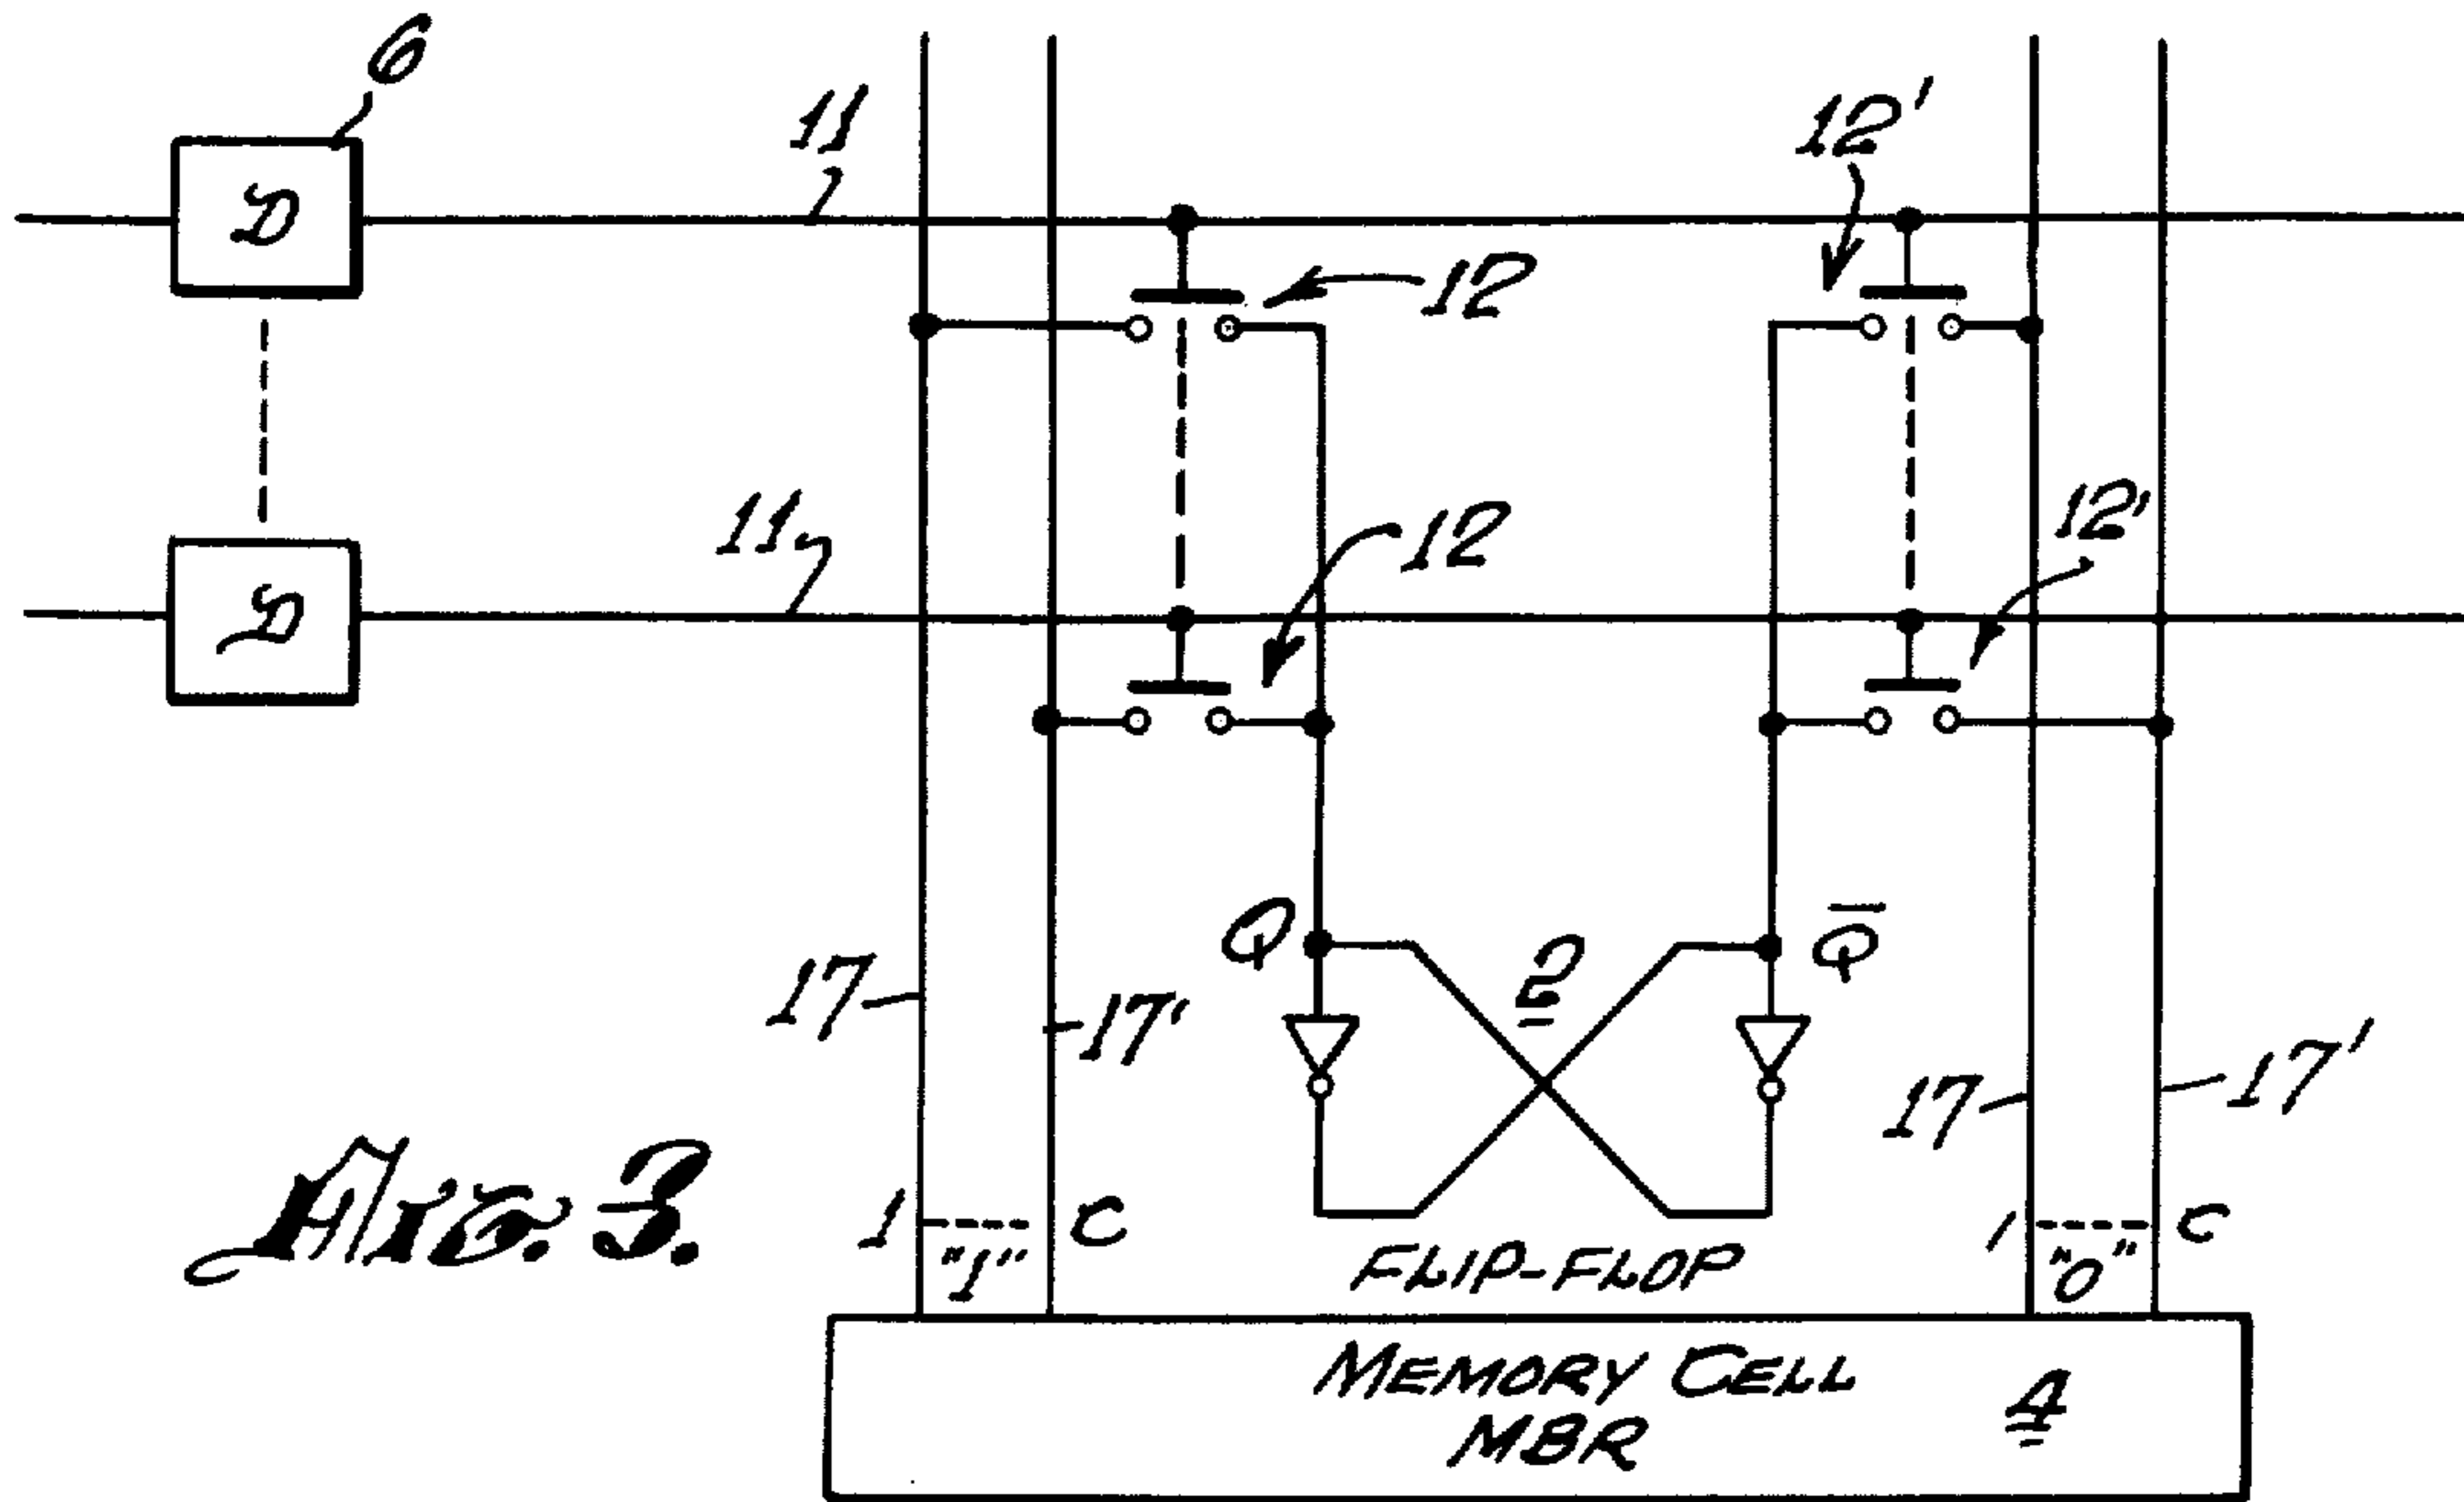 6
11
12'
D
12
11
12
12'
D
Q
2
Q̅
17
17'
17
17'
1 C
"1"
1 C
"0"
FIG. 3.
FLIP-FLOP
MEMORY CELL
MBR
4